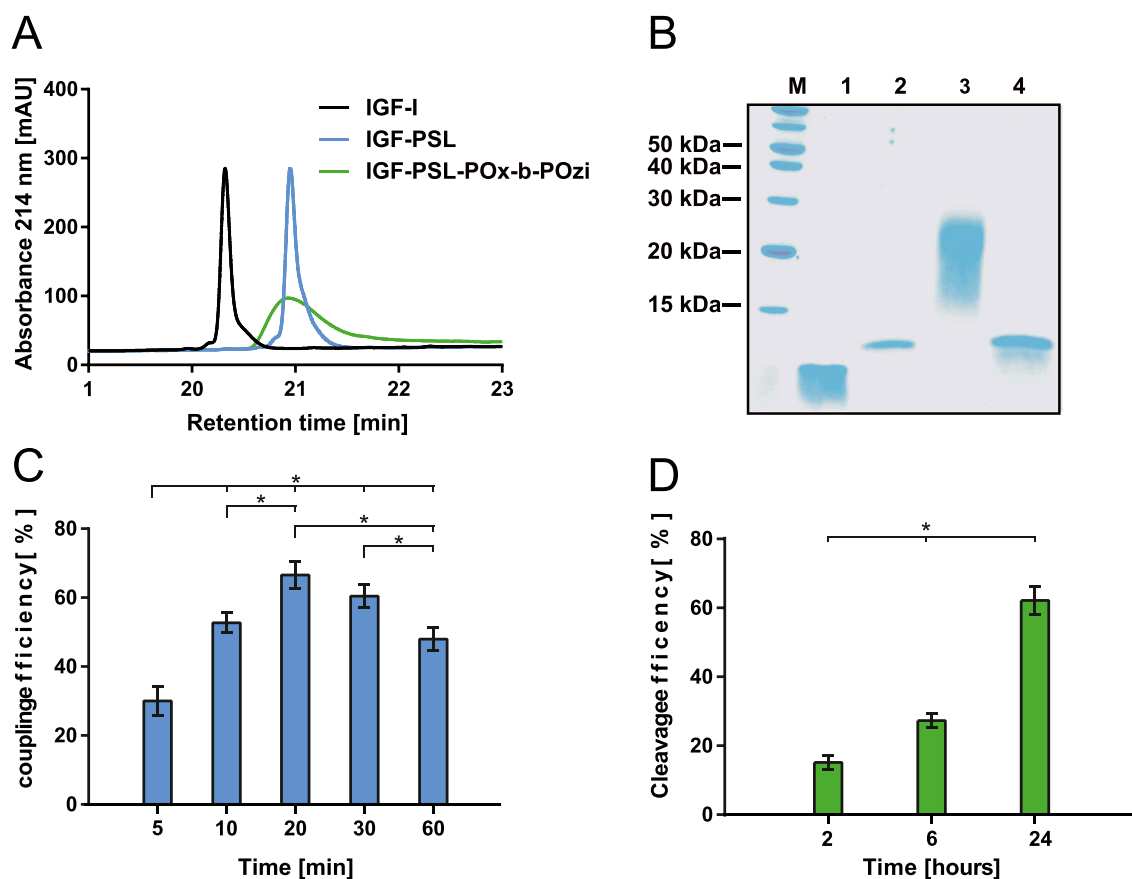 A
Absorbance 214 nm [mAU]
400
300
200
100
0
IGF-I
IGF-PSL
IGF-PSL-POx-b-POzi
1
20
21
22
23
Retention time [min]
B
M 1 2 3 4
50 kDa
40 kDa
30 kDa
20 kDa
15 kDa
C
*
*
*
*
couplingefficiency[ % ]
80
60
40
20
0
5
10
20
30
60
Time [min]
D
*
Cleavageefficency[ % ]
80
60
40
20
0
2
6
24
Time [hours]